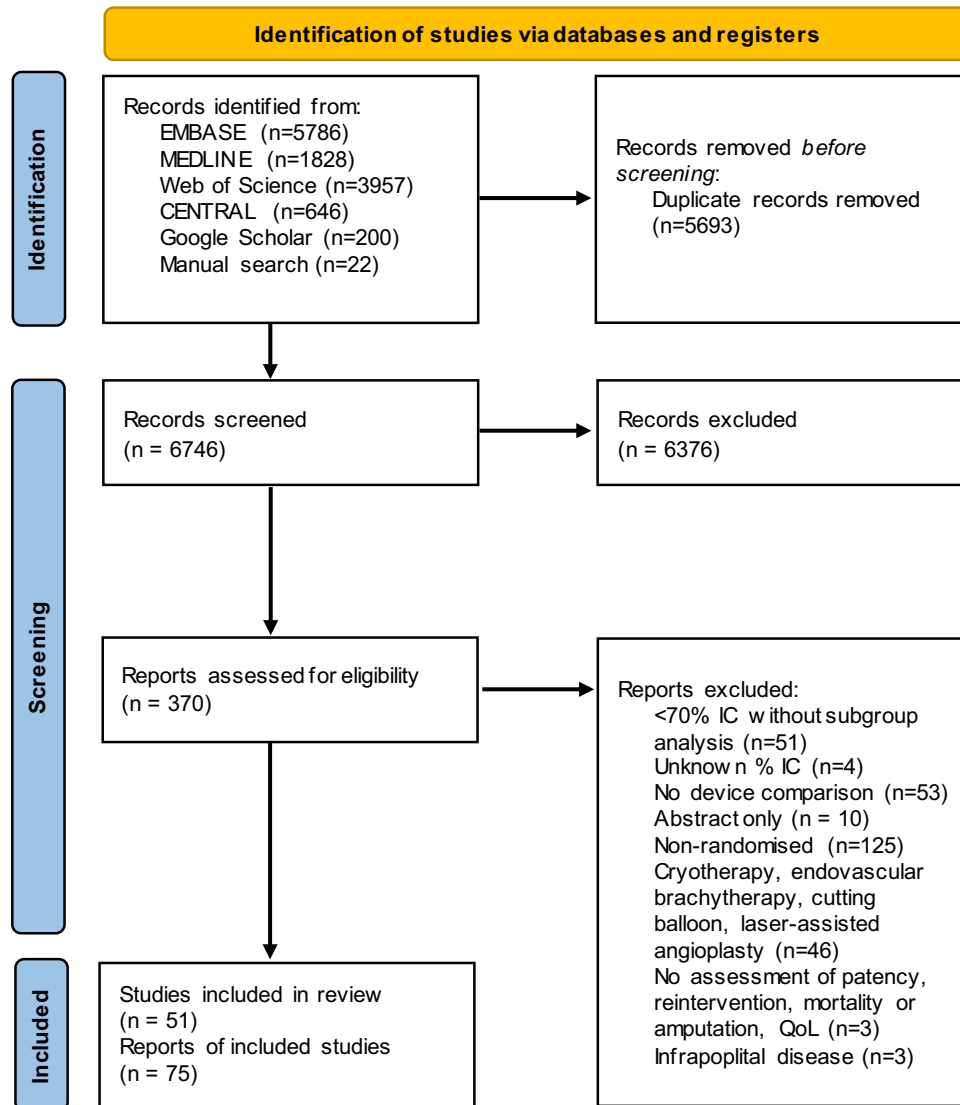 Identification of studies via databases and registers
Identification
Records identified from:
EMBASE (n=5786)
MEDLINE (n=1828)
Web of Science (n=3957)
CENTRAL (n=646)
Google Scholar (n=200)
Manual search (n=22)
Records removed before
screening:
Duplicate records removed
(n=5693)
Screening
Records screened
(n = 6746)
Records excluded
(n = 6376)
Reports assessed for eligibility
(n = 370)
Reports excluded:
<70% IC without subgroup
analysis (n=51)
Unknown % IC (n=4)
No device comparison (n=53)
Abstract only (n = 10)
Non-randomised (n=125)
Cryotherapy, endovascular
brachytherapy, cutting
balloon, laser-assisted
angioplasty (n=46)
No assessment of patency,
reintervention, mortality or
amputation, QoL (n=3)
Infrapoplital disease (n=3)
Included
Studies included in review
(n = 51)
Reports of included studies
(n = 75)